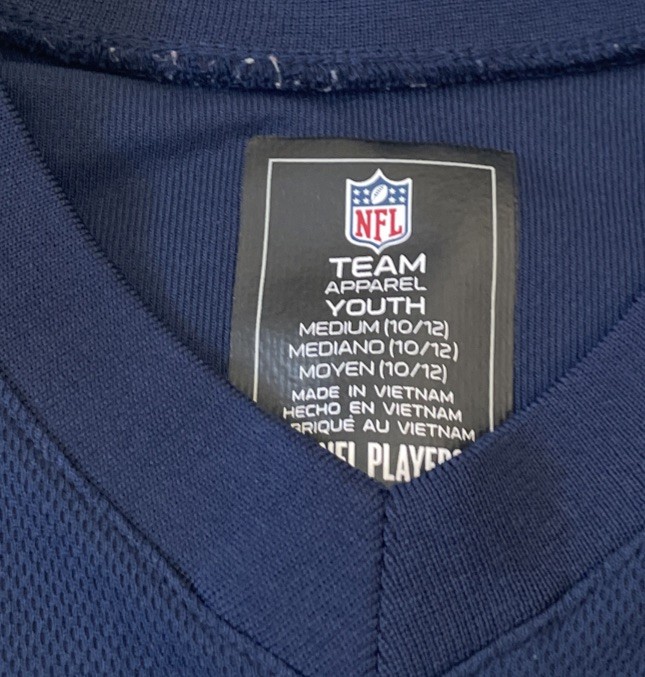 NFL
TEAM
APPAREL
YOUTH
MEDIUM (10/12)
MEDIANO (10/12)
MOYEN (10/12)
MADE IN VIETNAM
HECHO EN VIETNAM
BRIQUÉ AU VIETNAM
NFL PLAYERS